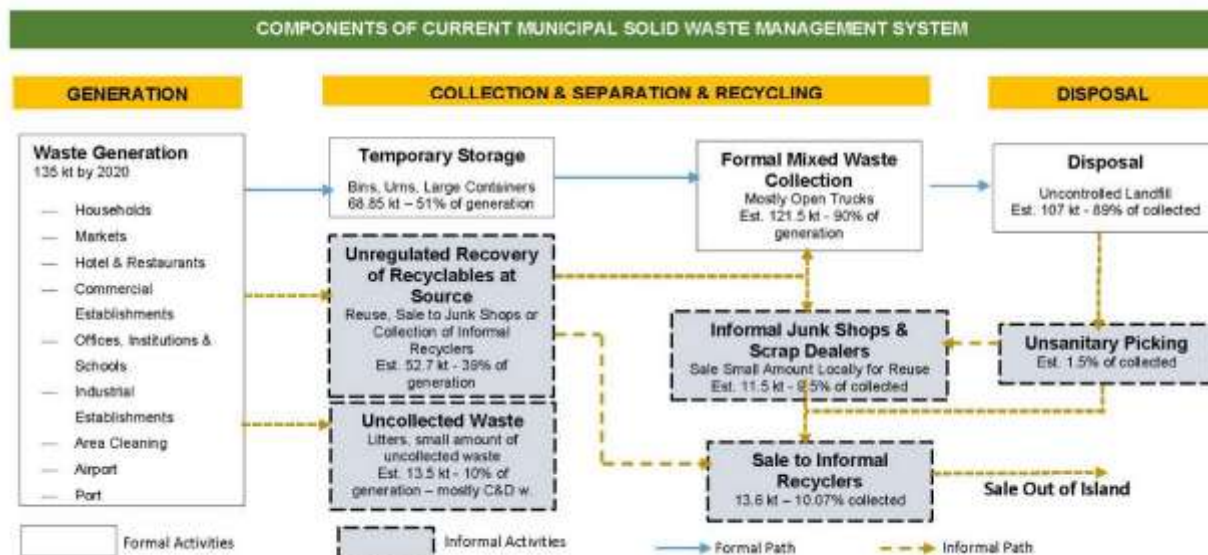 COMPONENTS OF CURRENT MUNICIPAL SOLID WASTE MANAGEMENT SYSTEM
GENERATION
COLLECTION & SEPARATION & RECYCLING
DISPOSAL
Waste Generation
135 kt by 2020
— Households
— Markets
— Hotel & Restaurants
— Commercial
Establishments
— Offices, Institutions &
Schools
— Industrial
Establishments
— Area Cleaning
— Airport
— Port
Temporary Storage
Bins, Urns, Large Containers
68.85 kt – 51% of generation
Unregulated Recovery
of Recyclables at
Source
Reuse, Sale to Junk Shops or
Collection of Informal
Recyclers
Est. 52.7 kt - 39% of
generation
Uncollected Waste
Litters, small amount of
uncollected waste
Est. 13.5 kt - 10% of
generation – mostly C&D w.
Formal Mixed Waste
Collection
Mostly Open Trucks
Est. 121.5 kt - 90% of
generation
Informal Junk Shops &
Scrap Dealers
Sale Small Amount Locally for Reuse
Est. 11.5 kt - 9.5% of collected
Sale to Informal
Recyclers
13.6 kt – 10.07% collected
Disposal
Uncontrolled Landfill
Est. 107 kt - 89% of collected
Unsanitary Picking
Est. 1.5% of collected
Sale Out of Island
Formal Activities
Informal Activities
Formal Path
Informal Path